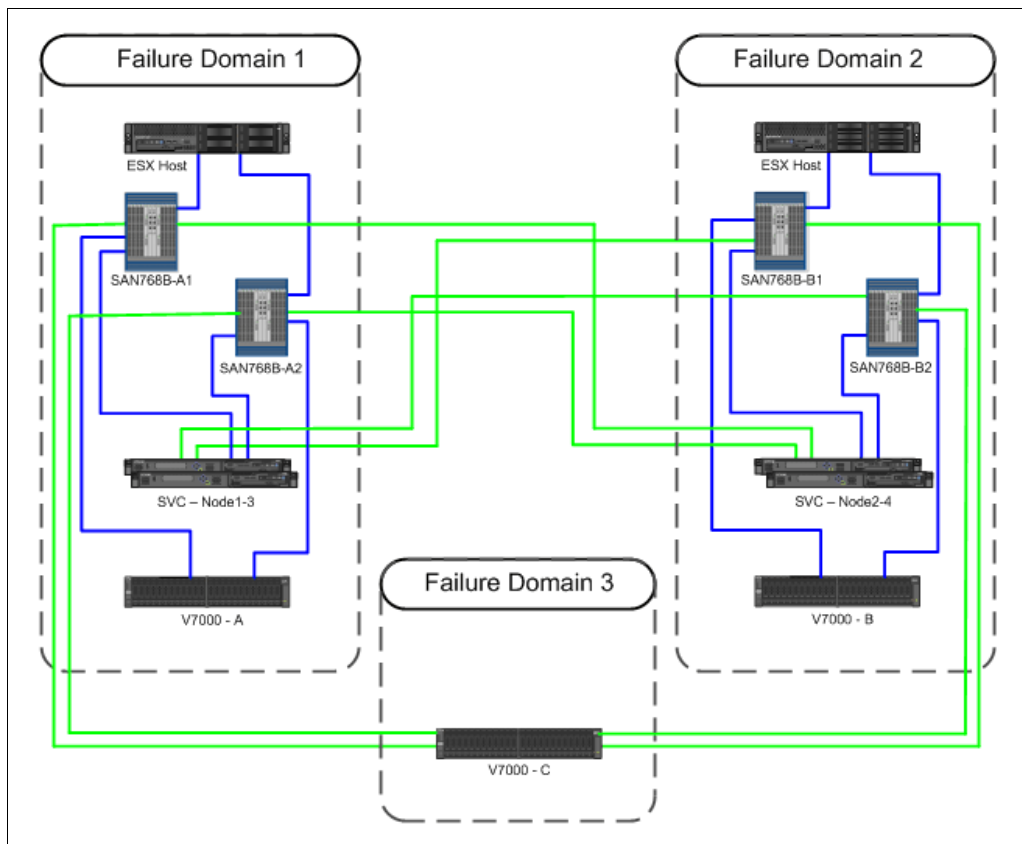 Failure Domain 1
Failure Domain 2
ESX Host
ESX Host
SAN768B-A1
SAN768B-B1
SAN768B-A2
SAN768B-B2
SVC – Node1-3
SVC – Node2-4
Failure Domain 3
V7000 - A
V7000 - B
V7000 - C